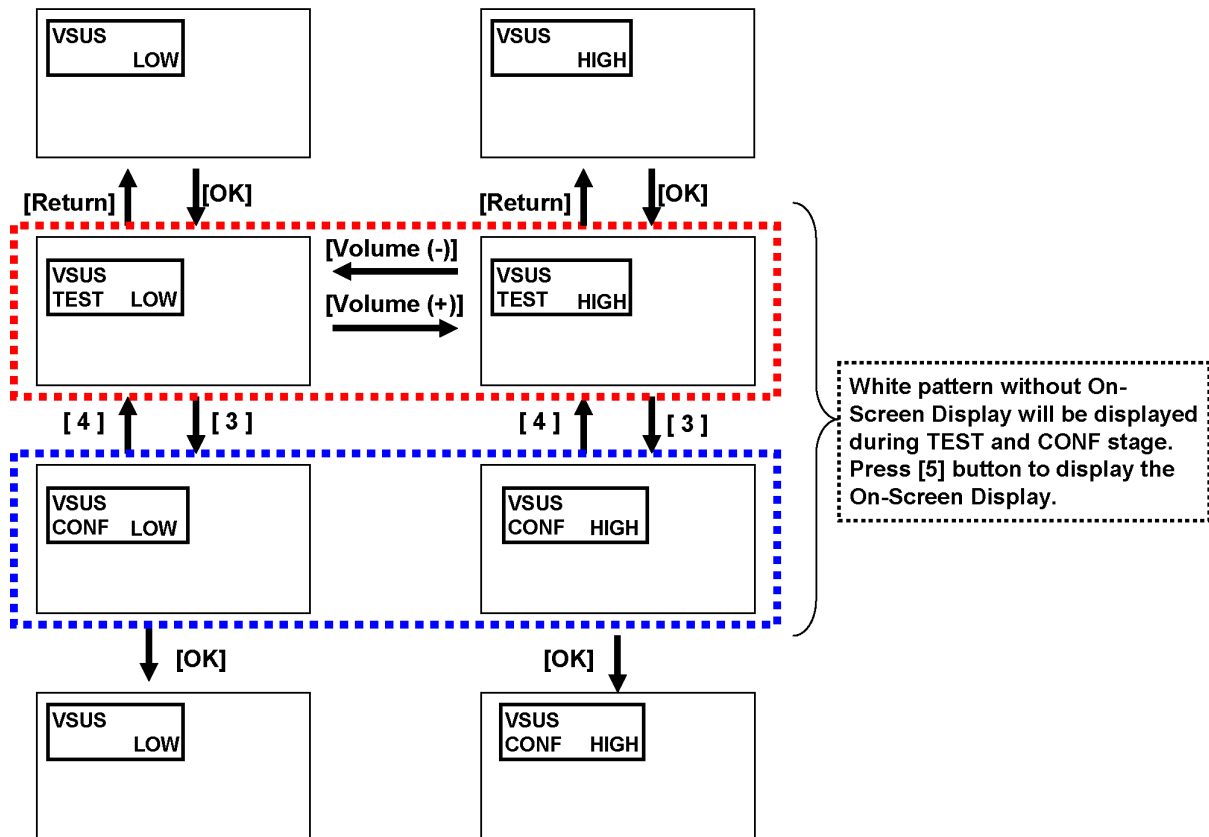 VSUS
LOW
VSUS
HIGH
[Return]
[OK]
[Return]
[OK]
VSUS
TEST LOW
[Volume (-)]
[Volume (+)]
VSUS
TEST HIGH
[ 4 ]
[ 3 ]
[ 4 ]
[ 3 ]
White pattern without On-
Screen Display will be displayed
during TEST and CONF stage.
Press [5] button to display the
On-Screen Display.
VSUS
CONF LOW
VSUS
CONF HIGH
[OK]
[OK]
VSUS
LOW
VSUS
CONF HIGH